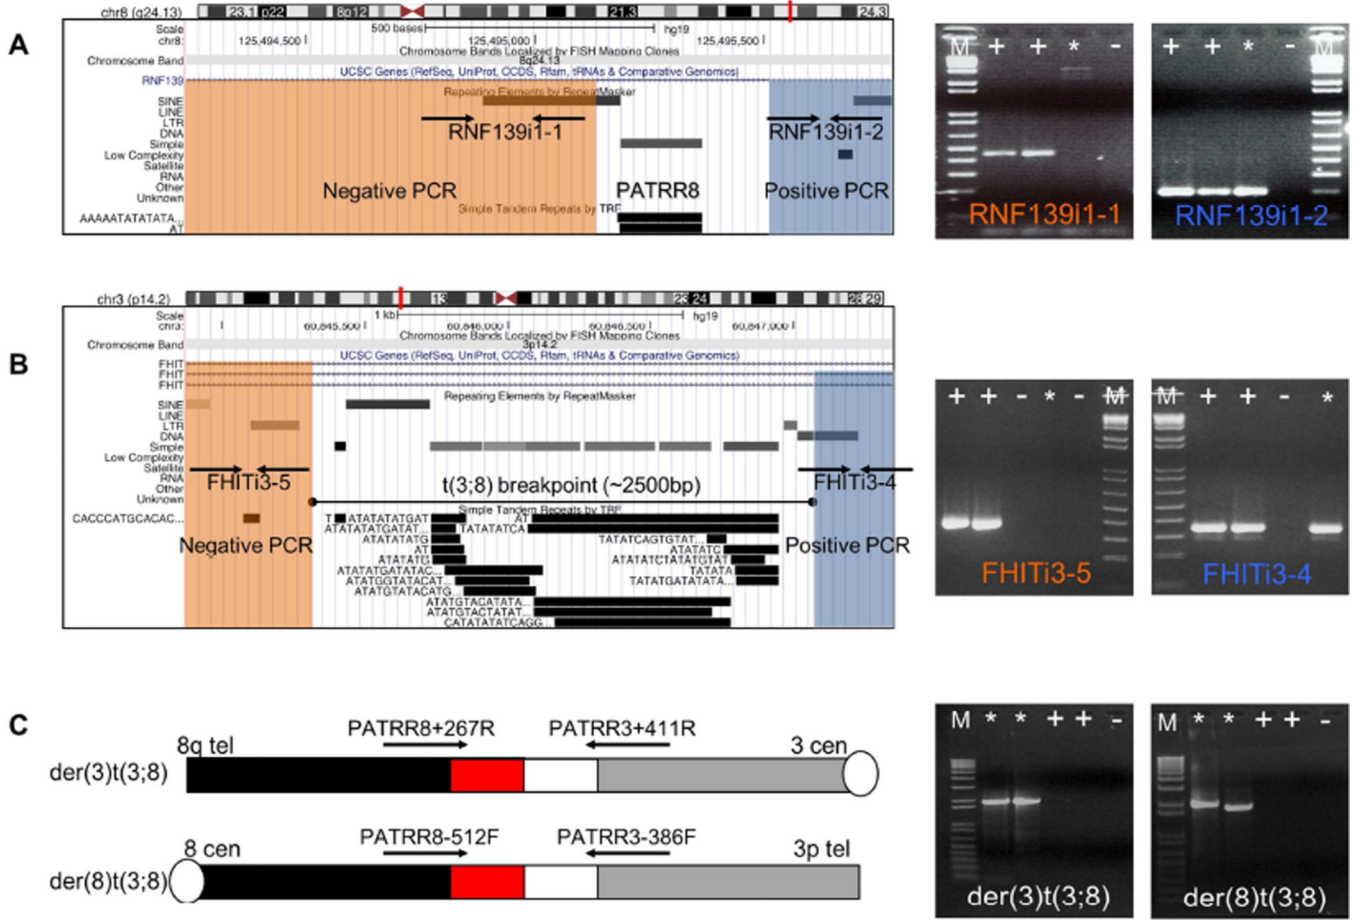 A
chr8 (q24.13) 23.1 p22 8p12 21.3 24.3
Scale 500 bases hg19
chr8: 125,494,500 125,495,000 125,495,500
Chromosome Bands Localized by FISH Mapping Clones
Chromosome Band 8q24.13
UCSC Genes (RefSeq, UniProt, CCDS, Rfam, tRNAs & Comparative Genomics)
RNF139
Repeating Elements by RepeatMasker
SINE
LINE
LTR
DNA
Simple
Low Complexity
Satellite
RNA
Other
Unknown
RNF139i1-1 RNF139i1-2
Negative PCR PATRR8 Positive PCR
Simple Tandem Repeats by TRF
AAAAATATATATA...
AT
M + + * -
RNF139i1-1
+ + * - M
RNF139i1-2
B
chr3 (p14.2) 13 23 24 28 29
Scale 1 kb hg19
chr3: 60,845,500 60,846,000 60,846,500 60,847,000
Chromosome Bands Localized by FISH Mapping Clones
Chromosome Band 3p14.2
UCSC Genes (RefSeq, UniProt, CCDS, Rfam, tRNAs & Comparative Genomics)
FHIT
FHIT
FHIT
Repeating Elements by RepeatMasker
SINE
LINE
LTR
DNA
Simple
Low Complexity
Satellite
RNA
Other
Unknown
FHITi3-5 FHITi3-4
t(3;8) breakpoint (~2500bp)
Simple Tandem Repeats by TRF
CACCCATGCACAC... T ATATATATGAT AT
ATATATATGATAT... TATATATCA
ATATATATG TATATCAGTGTAT...
AT ATATATC
ATATATG ATATATCTATATGTAT
ATATATGATATAC... TATATA
ATATGGTATACAT... TATATGATATATA...
ATATGTATACATG...
ATATGTACATATA...
ATATGTACTATAT...
CATATATATCAGG...
Negative PCR Positive PCR
+ + - * - M
FHITi3-5
M + + - *
FHITi3-4
C
PATRR8+267R PATRR3+411R
8q tel 3 cen
der(3)t(3;8)
PATRR8-512F PATRR3-386F
8 cen 3p tel
der(8)t(3;8)
M * * + + -
der(3)t(3;8)
M * * + + -
der(8)t(3;8)